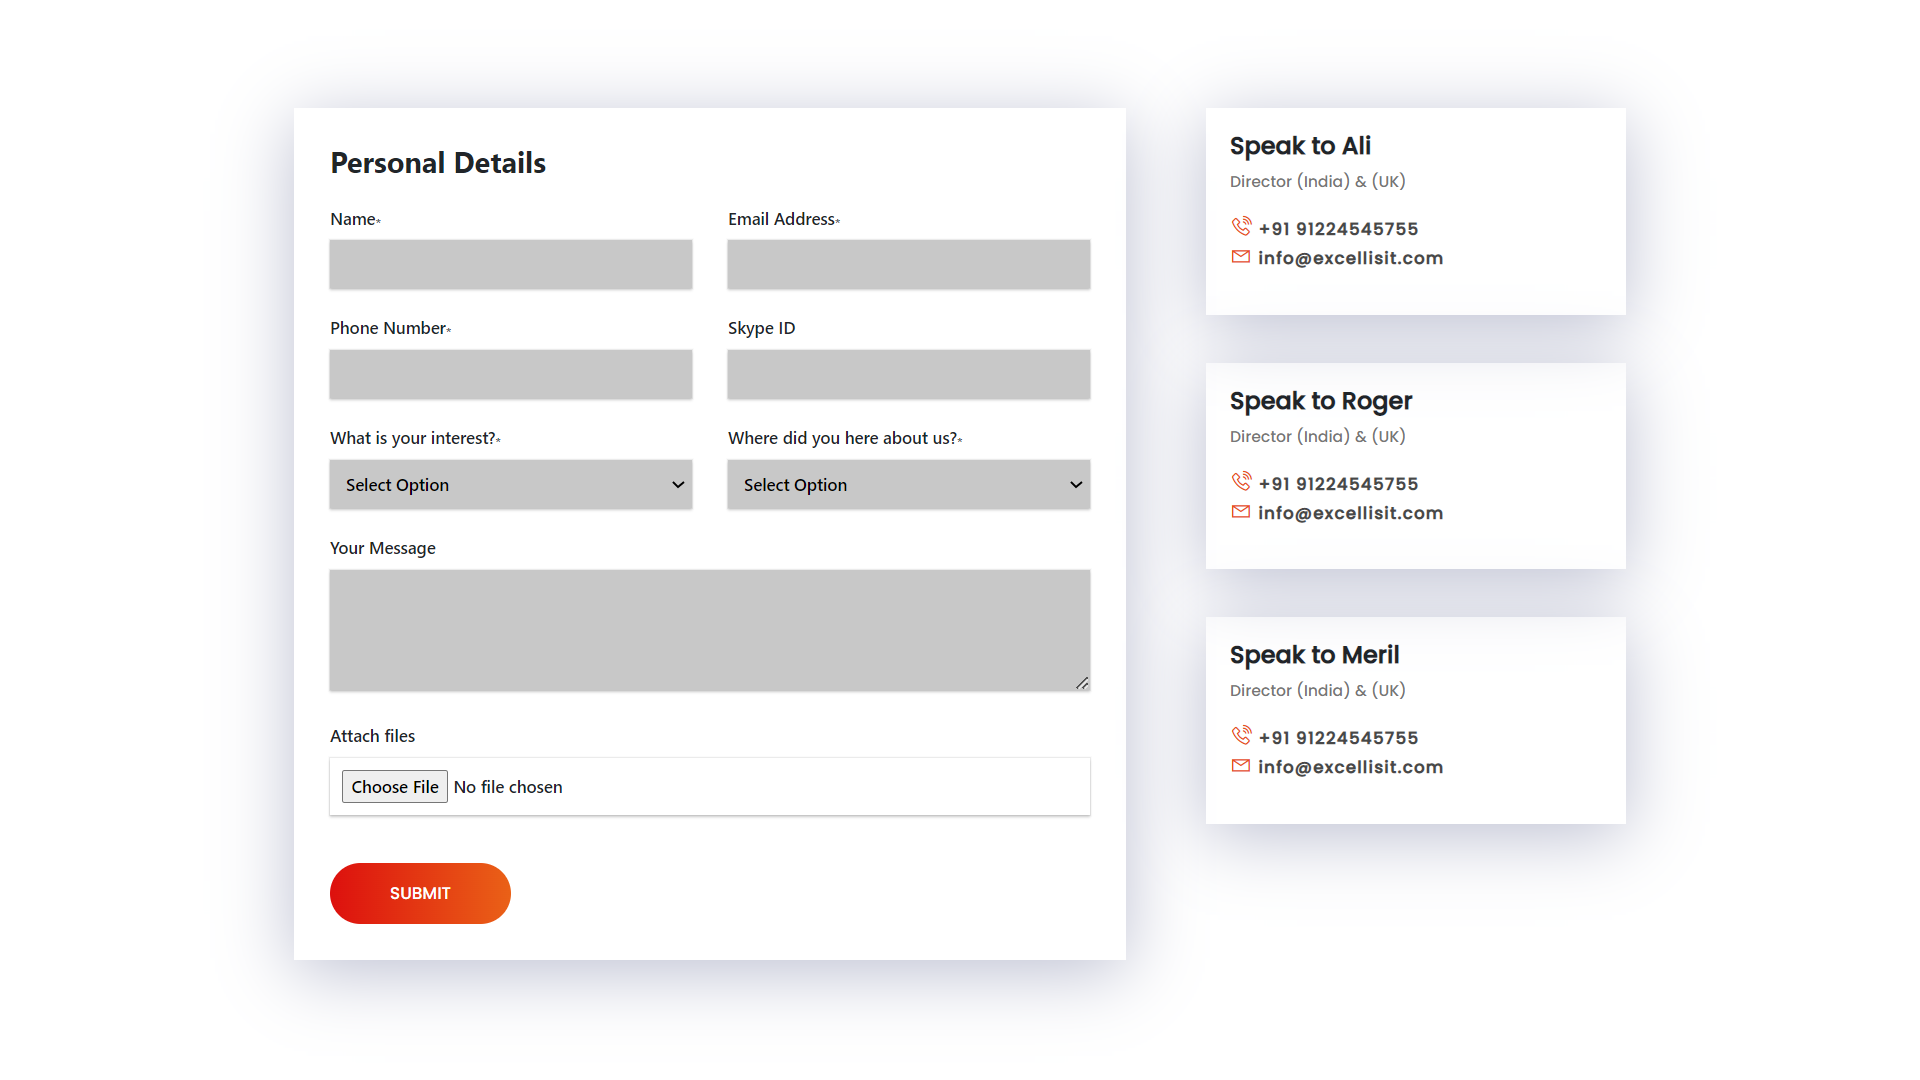 Personal Details
Name*
Email Address*
Phone Number*
Skype ID
What is your interest?*
Where did you here about us?*
Select Option
Select Option
Your Message
Attach files
Choose File No file chosen
SUBMIT
Speak to Ali
Director (India) & (UK)
+91 91224545755
info@excellisit.com
Speak to Roger
Director (India) & (UK)
+91 91224545755
info@excellisit.com
Speak to Meril
Director (India) & (UK)
+91 91224545755
info@excellisit.com